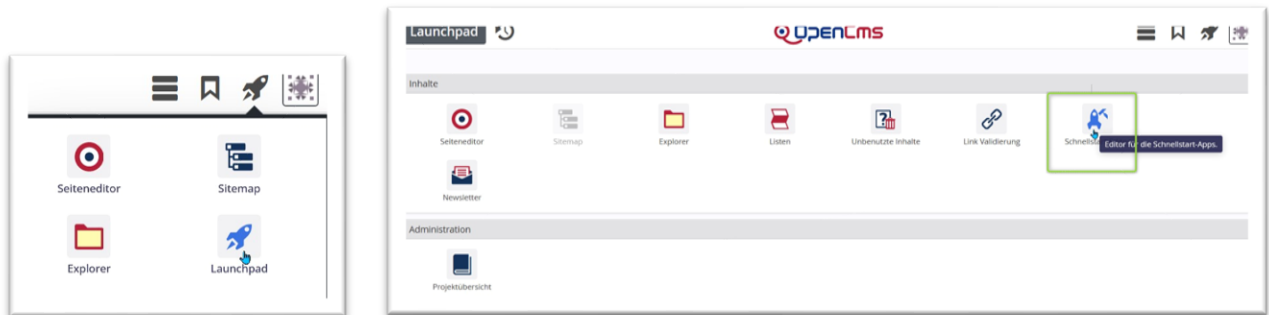 Seiteneditor
Sitemap
Explorer
Launchpad
Launchpad
OPENCMS
Inhalte
Seiteneditor
Sitemap
Explorer
Listen
Unbenutzte Inhalte
Link Validierung
Editor für die Schnellstart-Apps.
Newsletter
Administration
Projektübersicht